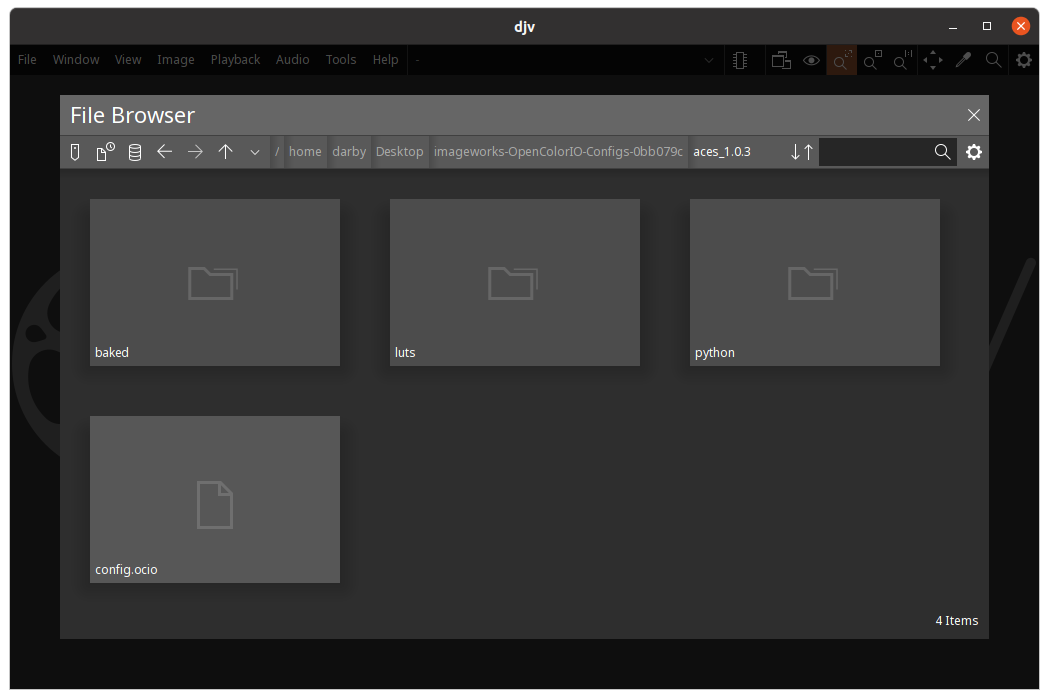 djv
File Window View Image Playback Audio Tools Help -
File Browser
/ home darby Desktop imageworks-OpenColorIO-Configs-0bb079c aces_1.0.3
baked luts python
config.ocio
4 Items